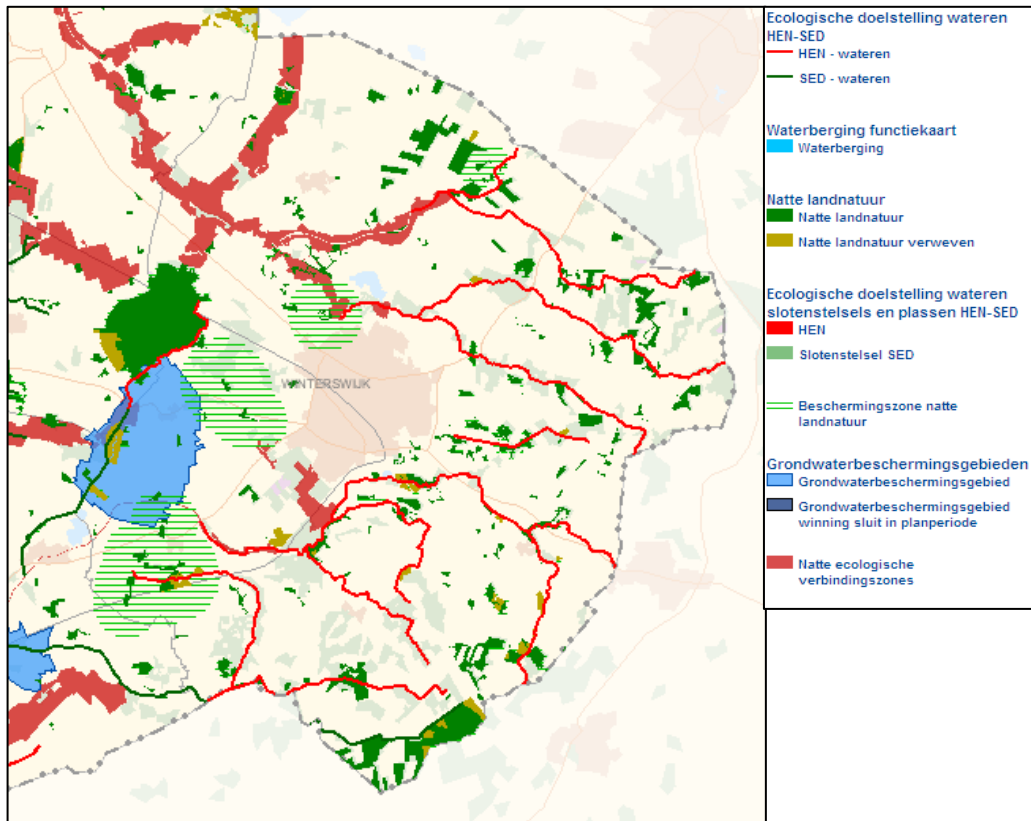 Ecologische doelstelling wateren
HEN-SED
HEN - wateren
SED - wateren
Waterberging functiekaart
Waterberging
Natte landnatuur
Natte landnatuur
Natte landnatuur verweven
Ecologische doelstelling wateren
slotenstelsels en plassen HEN-SED
HEN
Slotenstelsel SED
Beschermingszone natte
landnatuur
Grondwaterbeschermingsgebieden
Grondwaterbeschermingsgebied
Grondwaterbeschermingsgebied
winning sluit in planperiode
Natte ecologische
verbindingszones
WINTERSWIJK